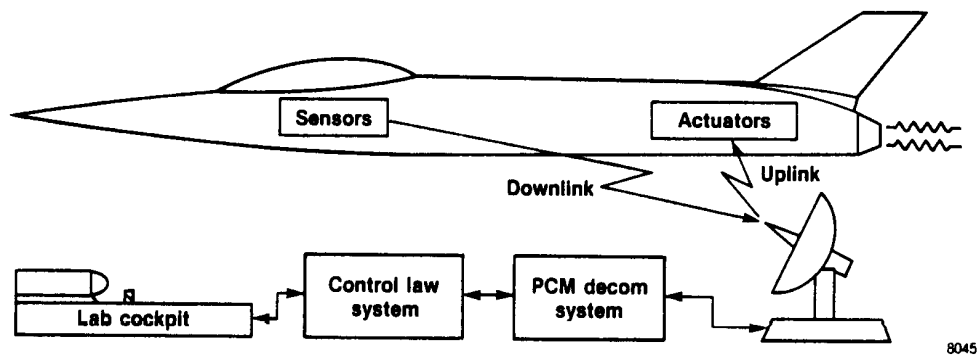 Sensors
Actuators
Downlink
Uplink
Lab cockpit
Control law
system
PCM decom
system
8045